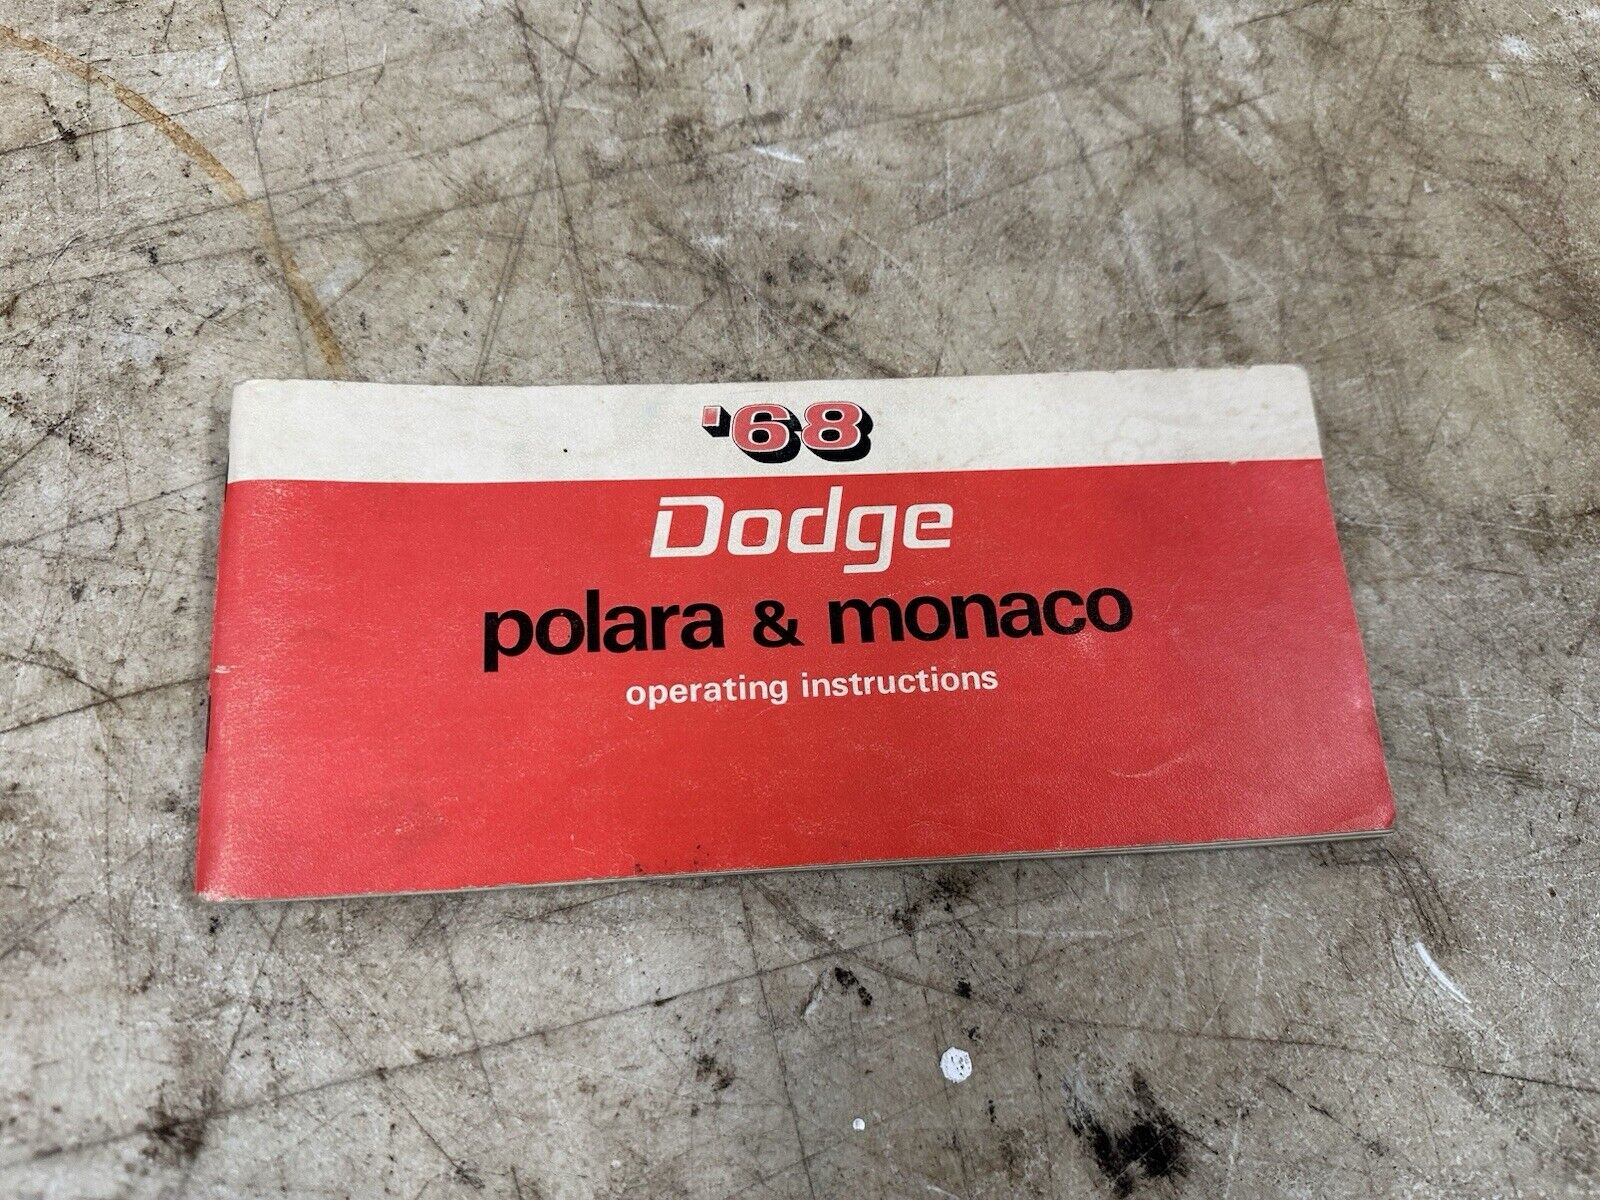 '68
Dodge
polara & monaco
operating instructions